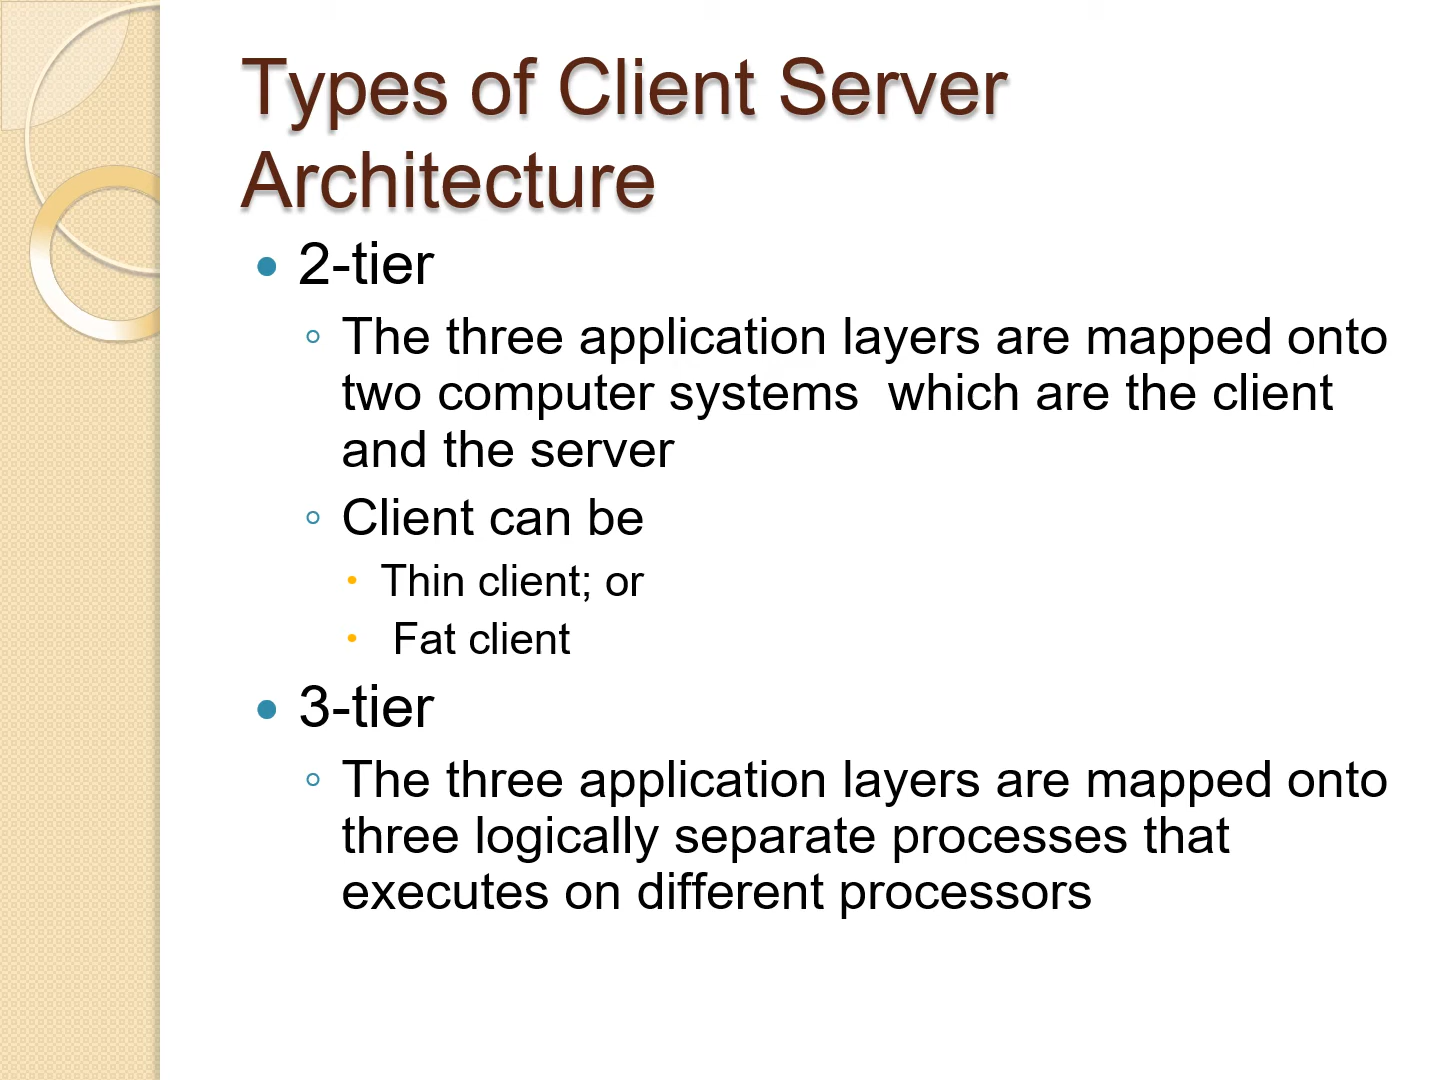 Types of Client Server
Architecture
2-tier
The three application layers are mapped onto
two computer systems  which are the client
and the server
Client can be
Thin client; or
Fat client
3-tier
The three application layers are mapped onto
three logically separate processes that
executes on different processors